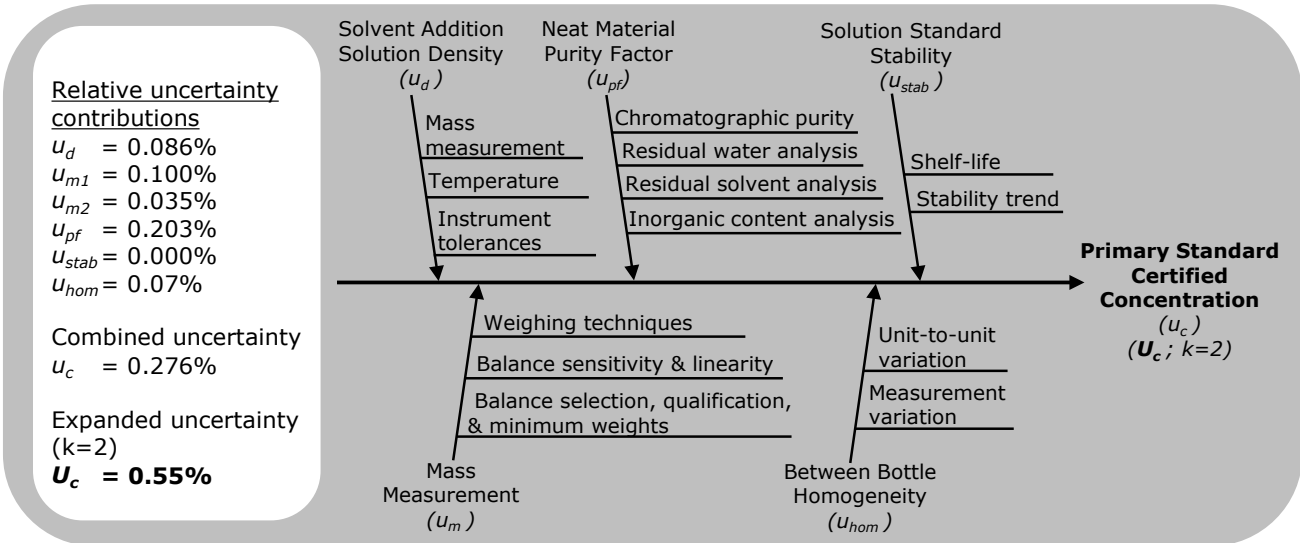 Relative uncertainty
contributions
u_d = 0.086%
u_m1 = 0.100%
u_m2 = 0.035%
u_pf = 0.203%
u_stab = 0.000%
u_hom = 0.07%
Combined uncertainty
u_c = 0.276%
Expanded uncertainty
(k=2)
U_c = 0.55%
Solvent Addition
Solution Density
(u_d)
Mass
measurement
Temperature
Instrument
tolerances
Neat Material
Purity Factor
(u_pf)
Chromatographic purity
Residual water analysis
Residual solvent analysis
Inorganic content analysis
Solution Standard
Stability
(u_stab)
Shelf-life
Stability trend
Weighing techniques
Balance sensitivity & linearity
Balance selection, qualification,
& minimum weights
Mass
Measurement
(u_m)
Unit-to-unit
variation
Measurement
variation
Between Bottle
Homogeneity
(u_hom)
Primary Standard
Certified
Concentration
(u_c)
(U_c; k=2)